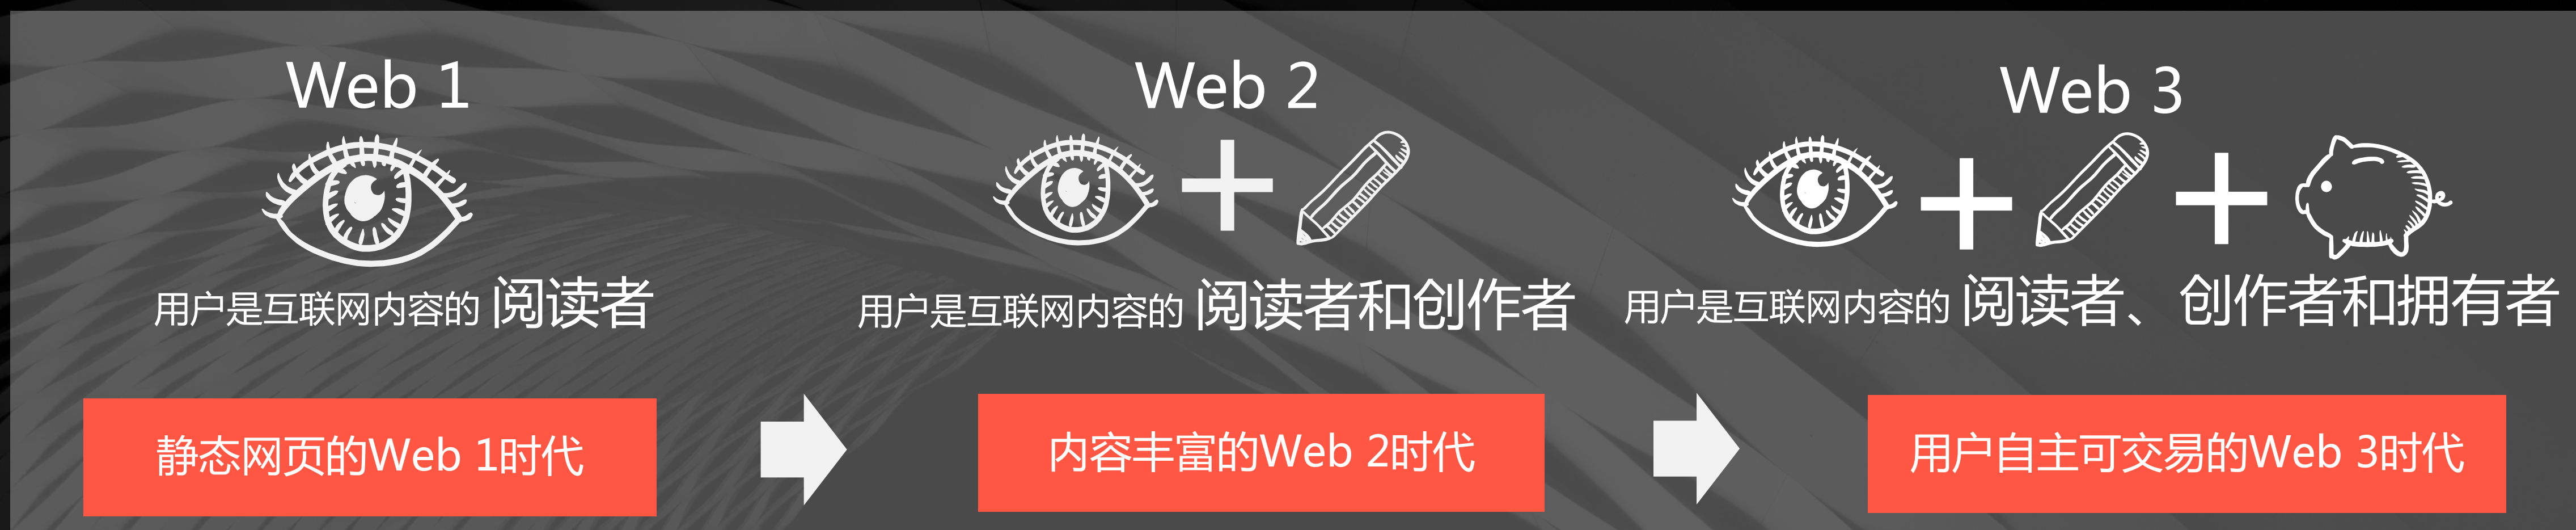 Web 1
Web 2
Web 3
用户是互联网内容的 阅读者
用户是互联网内容的 阅读者和创作者
用户是互联网内容的 阅读者、创作者和拥有者
静态网页的Web 1时代
内容丰富的Web 2时代
用户自主可交易的Web 3时代